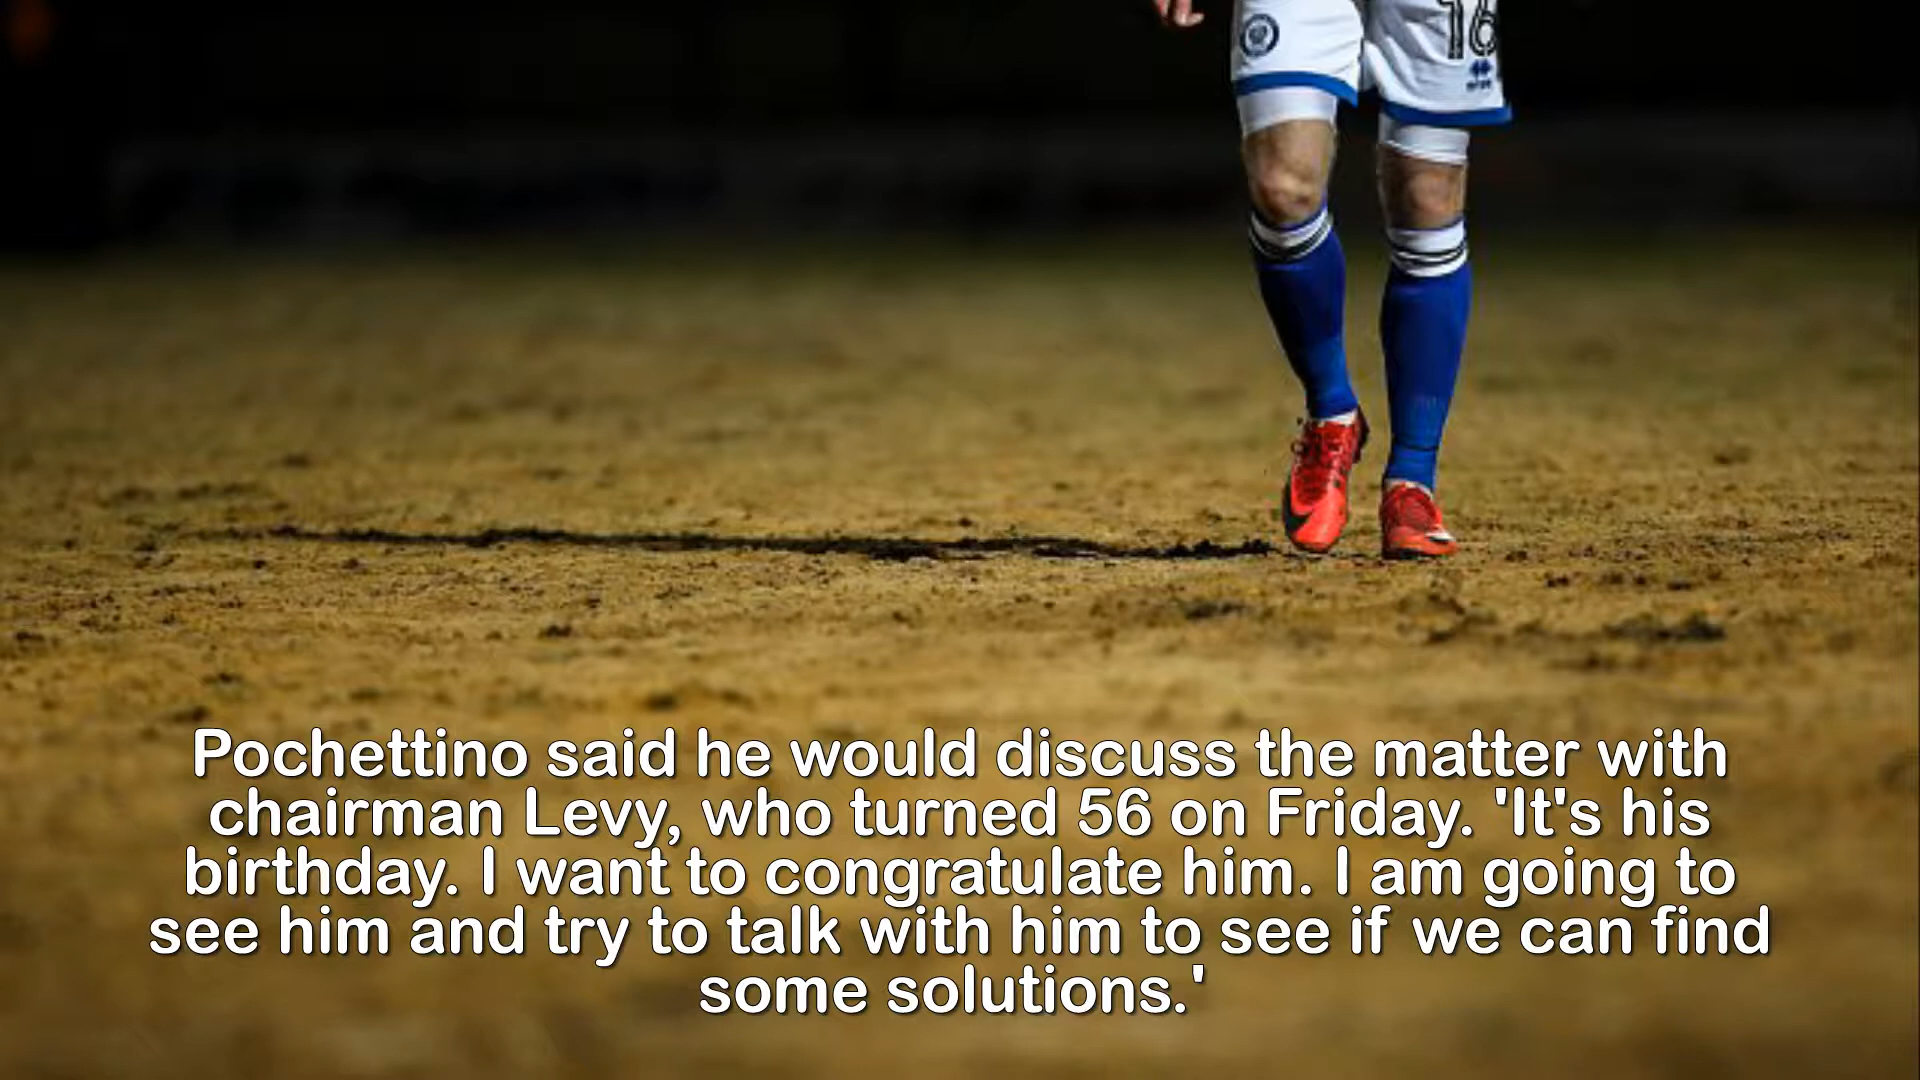 16
Pochettino said he would discuss the matter with
chairman Levy, who turned 56 on Friday. 'It's his
birthday. I want to congratulate him. I am going to
see him and try to talk with him to see if we can find
some solutions.'